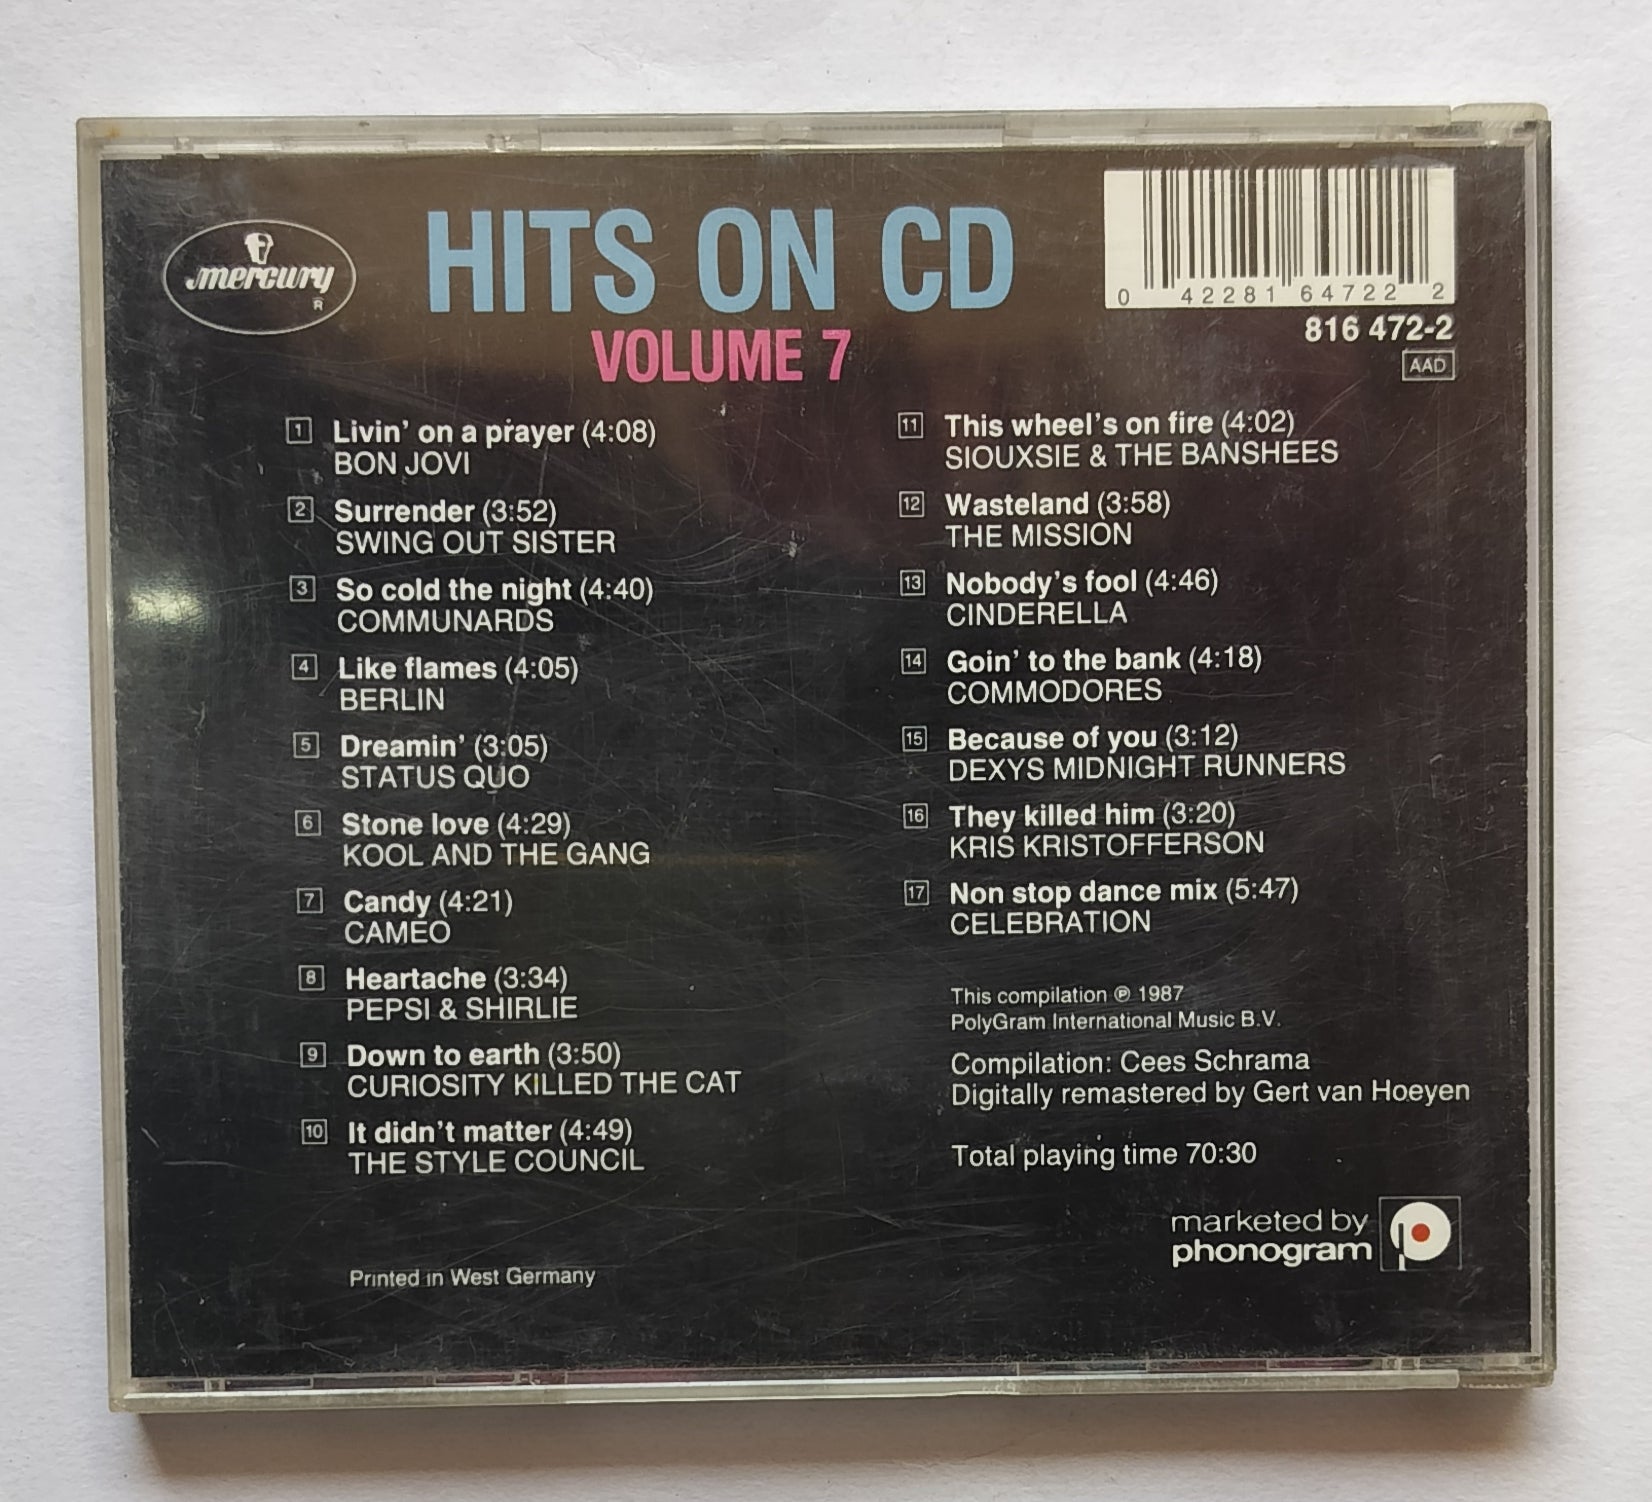 mercury
R
HITS ON CD
VOLUME 7
0 42281 64722 2
816 472-2
AAD
1 Livin' on a prayer (4:08)
BON JOVI
2 Surrender (3:52)
SWING OUT SISTER
3 So cold the night (4:40)
COMMUNARDS
4 Like flames (4:05)
BERLIN
5 Dreamin' (3:05)
STATUS QUO
6 Stone love (4:29)
KOOL AND THE GANG
7 Candy (4:21)
CAMEO
8 Heartache (3:34)
PEPSI & SHIRLIE
9 Down to earth (3:50)
CURIOSITY KILLED THE CAT
10 It didn't matter (4:49)
THE STYLE COUNCIL
Printed in West Germany
11 This wheel's on fire (4:02)
SIOUXSIE & THE BANSHEES
12 Wasteland (3:58)
THE MISSION
13 Nobody's fool (4:46)
CINDERELLA
14 Goin' to the bank (4:18)
COMMODORES
15 Because of you (3:12)
DEXYS MIDNIGHT RUNNERS
16 They killed him (3:20)
KRIS KRISTOFFERSON
17 Non stop dance mix (5:47)
CELEBRATION
This compilation ℗ 1987
PolyGram International Music B.V.
Compilation: Cees Schrama
Digitally remastered by Gert van Hoeyen
Total playing time 70:30
marketed by
phonogram